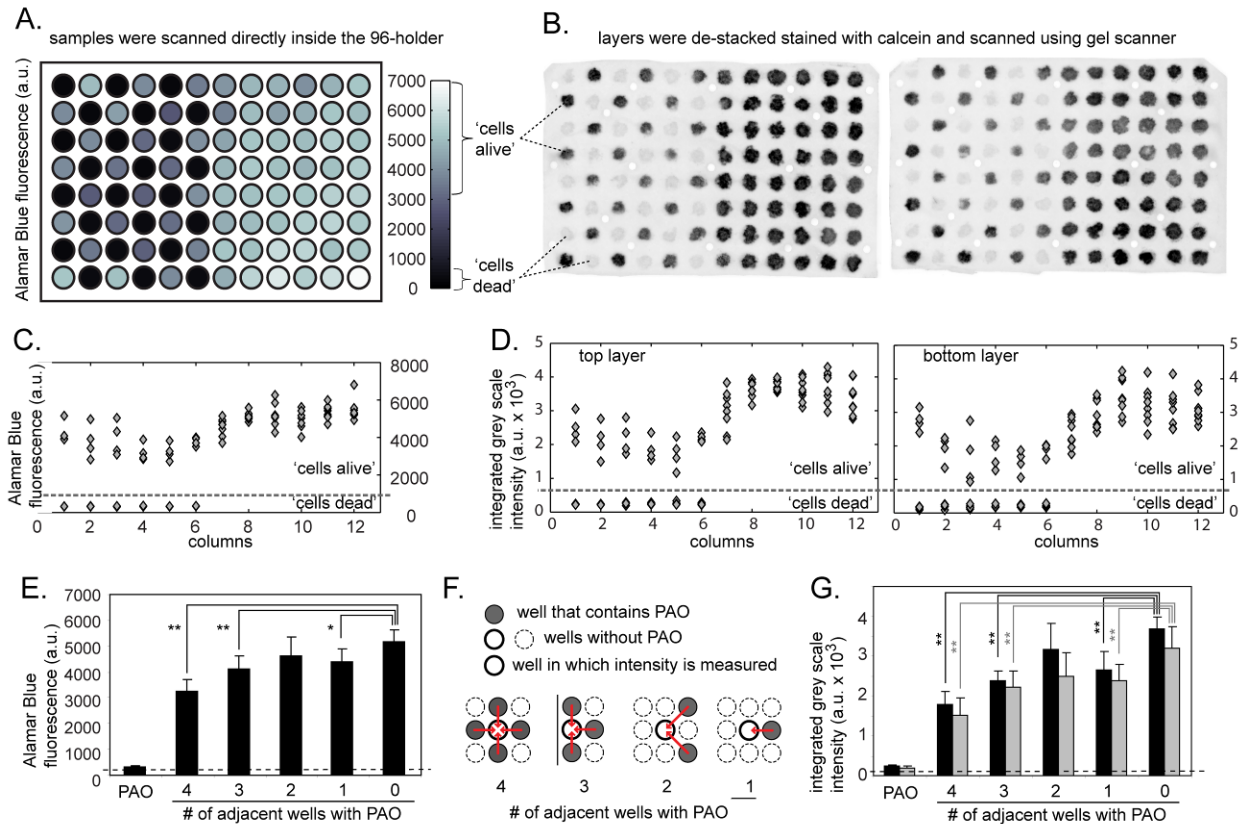 A.
samples were scanned directly inside the 96-holder
Alamar Blue fluorescence (a.u.)
7000
6000
5000
4000
3000
2000
1000
0
‘cells
alive’
‘cells
dead’
B.
layers were de-stacked stained with calcein and scanned using gel scanner
C.
Alamar Blue
fluorescence (a.u.)
8000
6000
4000
2000
0
‘cells alive’
‘cells dead’
0 2 4 6 8 10 12
columns
D.
integrated grey scale
intensity (a.u. x 10³)
5
4
3
2
1
0
top layer
‘cells alive’
‘cells dead’
0 2 4 6 8 10 12
columns
bottom layer
5
4
3
2
1
0
‘cells alive’
‘cells dead’
0 2 4 6 8 10 12
columns
E.
Alamar Blue
fluorescence (a.u.)
7000
6000
5000
4000
3000
2000
1000
0
** ** *
PAO 4 3 2 1 0
# of adjacent wells with PAO
F.
well that contains PAO
wells without PAO
well in which intensity is measured
4 3 2 1
# of adjacent wells with PAO
G.
integrated grey scale
intensity (a.u. x 10³)
4
3
2
1
0
** ** ** ** ** **
PAO 4 3 2 1 0
# of adjacent wells with PAO